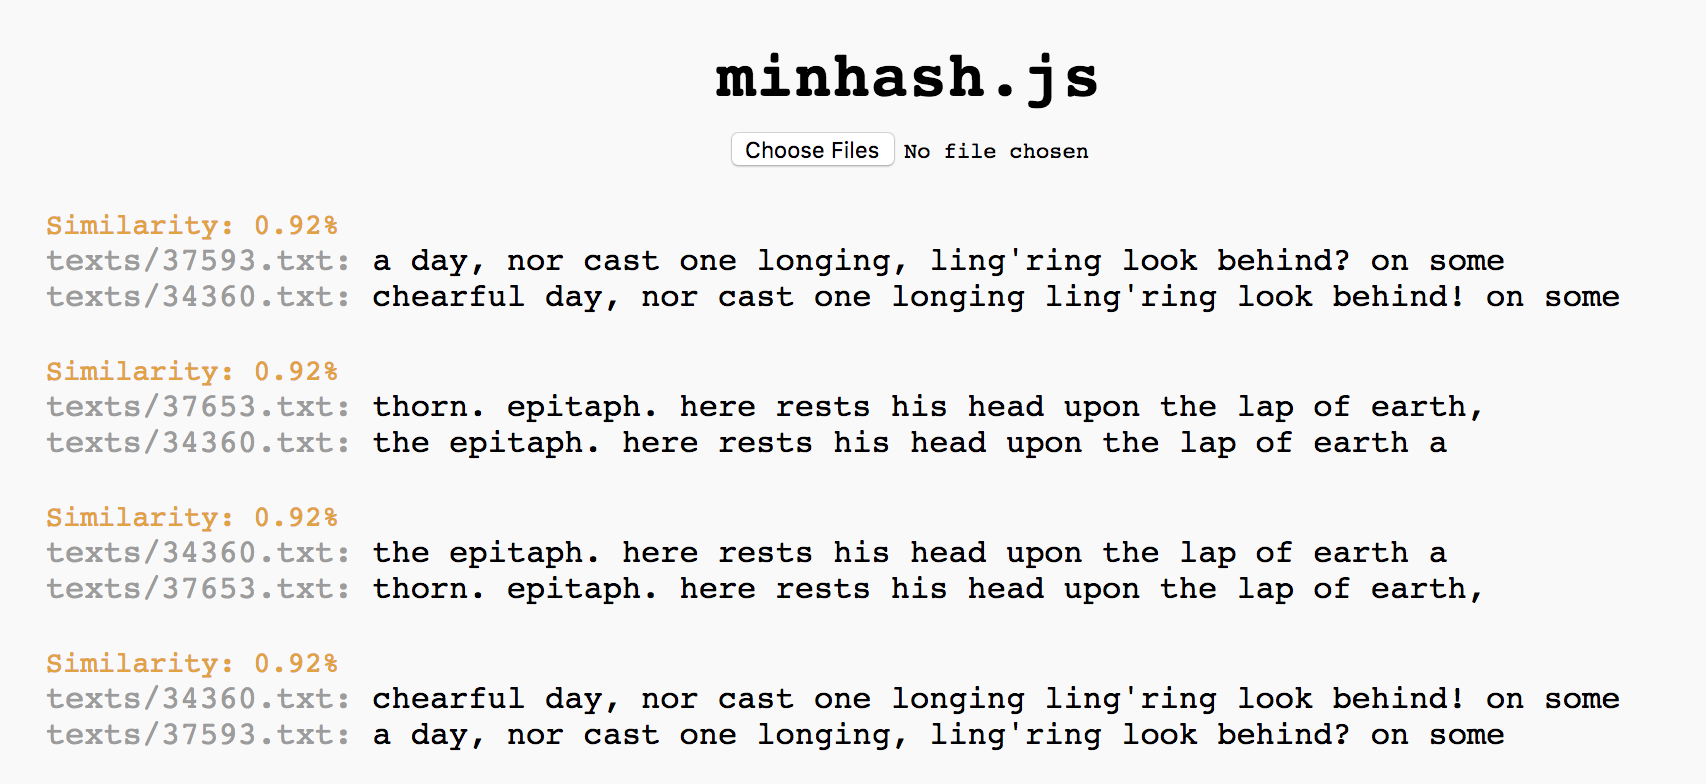 minhash.js
Choose Files No file chosen
Similarity: 0.92%
texts/37593.txt: a day, nor cast one longing, ling'ring look behind? on some
texts/34360.txt: chearful day, nor cast one longing ling'ring look behind! on some
Similarity: 0.92%
texts/37653.txt: thorn. epitaph. here rests his head upon the lap of earth,
texts/34360.txt: the epitaph. here rests his head upon the lap of earth a
Similarity: 0.92%
texts/34360.txt: the epitaph. here rests his head upon the lap of earth a
texts/37653.txt: thorn. epitaph. here rests his head upon the lap of earth,
Similarity: 0.92%
texts/34360.txt: chearful day, nor cast one longing ling'ring look behind! on some
texts/37593.txt: a day, nor cast one longing, ling'ring look behind? on some